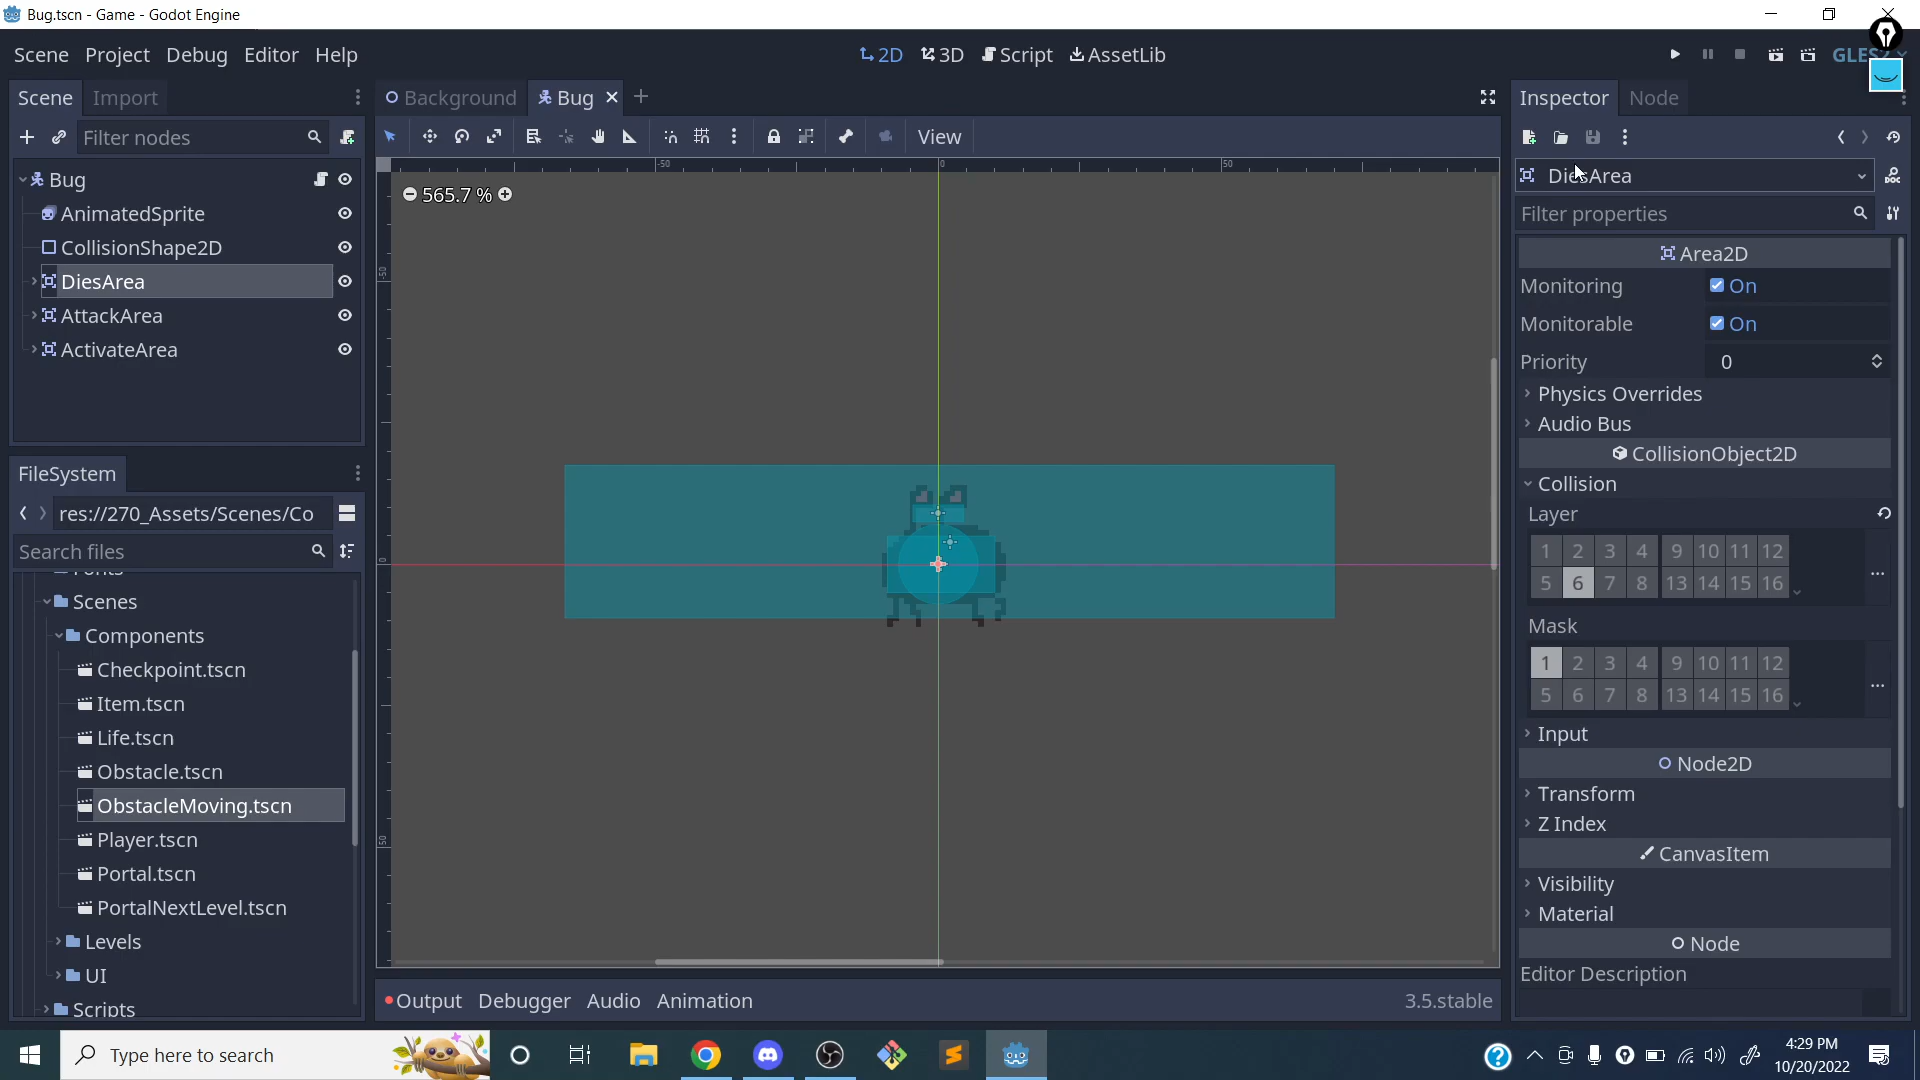 Bug.tscn - Game - Godot Engine
Scene Project Debug Editor Help
2D 3D Script AssetLib
Scene Import
Background Bug
Inspector Node
Filter nodes
View
Bug
AnimatedSprite
CollisionShape2D
DiesArea
AttackArea
ActivateArea
-50 0 50
565.7 %
-50
0
50
FileSystem
res://270_Assets/Scenes/Co
Search files
Fonts
Scenes
Components
Checkpoint.tscn
Item.tscn
Life.tscn
Obstacle.tscn
ObstacleMoving.tscn
Player.tscn
Portal.tscn
PortalNextLevel.tscn
Levels
UI
Scripts
Output Debugger Audio Animation
3.5.stable
DiesArea
Filter properties
Area2D
Monitoring On
Monitorable On
Priority 0
Physics Overrides
Audio Bus
CollisionObject2D
Collision
Layer
1 2 3 4 9 10 11 12
5 6 7 8 13 14 15 16
Mask
1 2 3 4 9 10 11 12
5 6 7 8 13 14 15 16
Input
Node2D
Transform
Z Index
CanvasItem
Visibility
Material
Node
Editor Description
Type here to search
4:29 PM
10/20/2022